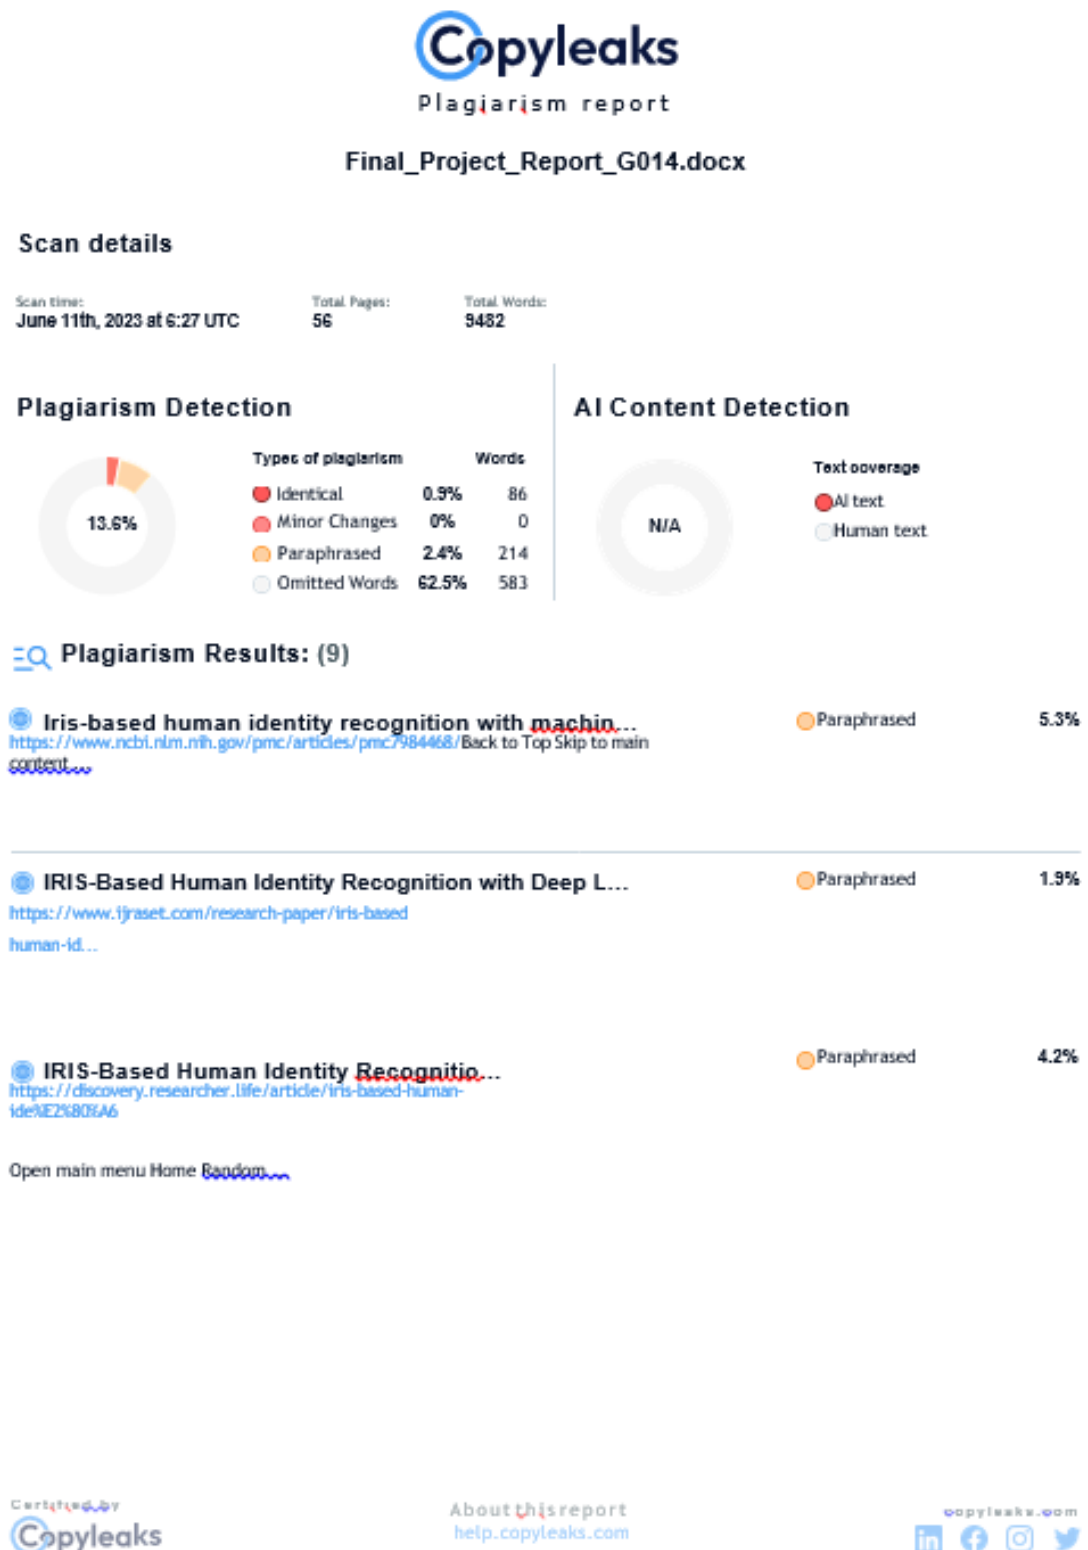 Copyleaks
Plagiarism report
Final_Project_Report_G014.docx
Scan details
Scan time: Total Pages: Total Words:
June 11th, 2023 at 6:27 UTC 56 9482
Plagiarism Detection AI Content Detection
Types of plagiarism Words
Identical 0.9% 86
Minor Changes 0% 0
13.6%
Paraphrased 2.4% 214
Omitted Words 62.5% 583
Text coverage
AI text
N/A
Human text
Plagiarism Results: (9)
Iris-based human identity recognition with machin... Paraphrased 5.3%
https://www.ncbi.nlm.nih.gov/pmc/articles/pmc7984468/Back to Top Skip to main
content ...
IRIS-Based Human Identity Recognition with Deep L... Paraphrased 1.9%
https://www.ijraset.com/research-paper/iris-based
human-id...
IRIS-Based Human Identity Recognitio... Paraphrased 4.2%
https://discovery.researcher.life/article/iris-based-human-
ide%E2%80%A6
Open main menu Home Random ...
Certified by About this report copyleaks.com
Copyleaks help.copyleaks.com